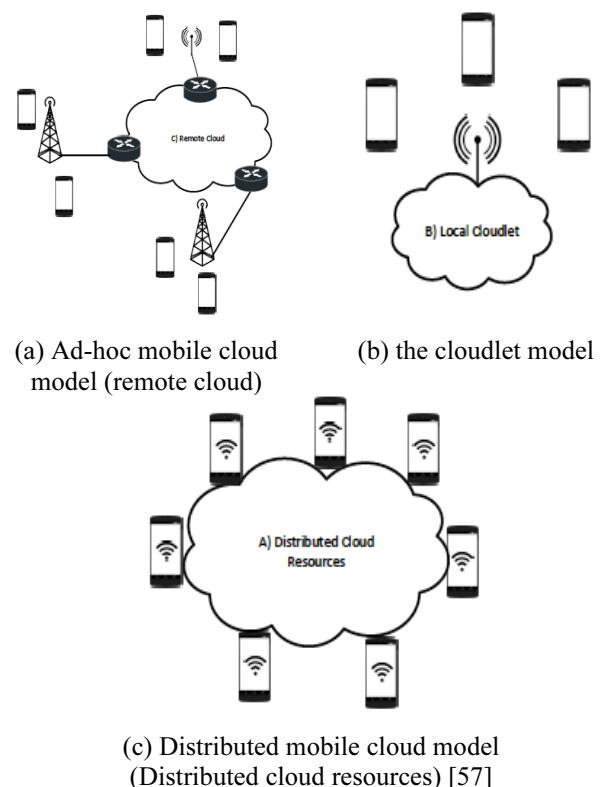 C) Remote Cloud
B) Local Cloudlet
(a) Ad-hoc mobile cloud
model (remote cloud)
(b) the cloudlet model
A) Distributed Cloud
Resources
(c) Distributed mobile cloud model
(Distributed cloud resources) [57]